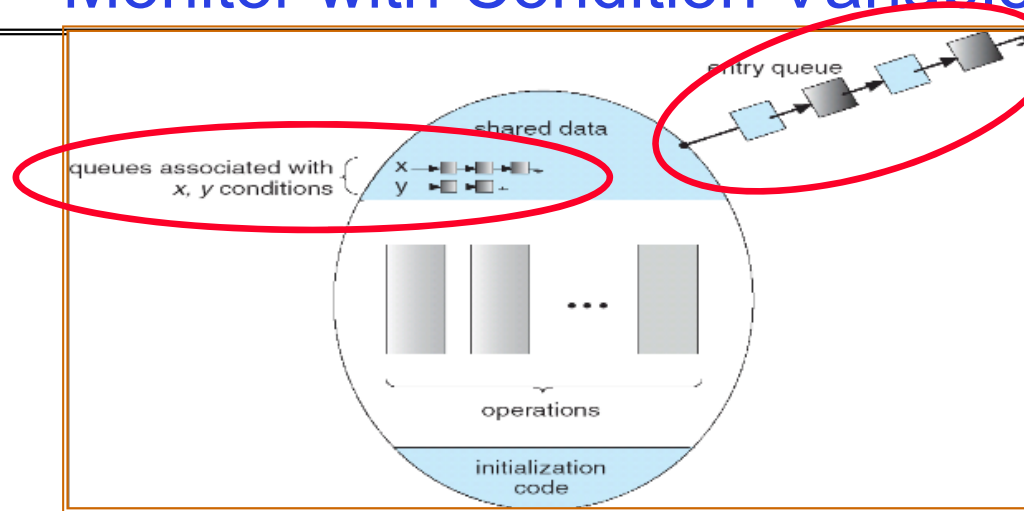 Monitor with Condition Variable
entry queue
shared data
queues associated with
x, y conditions
x
y
operations
initialization
code